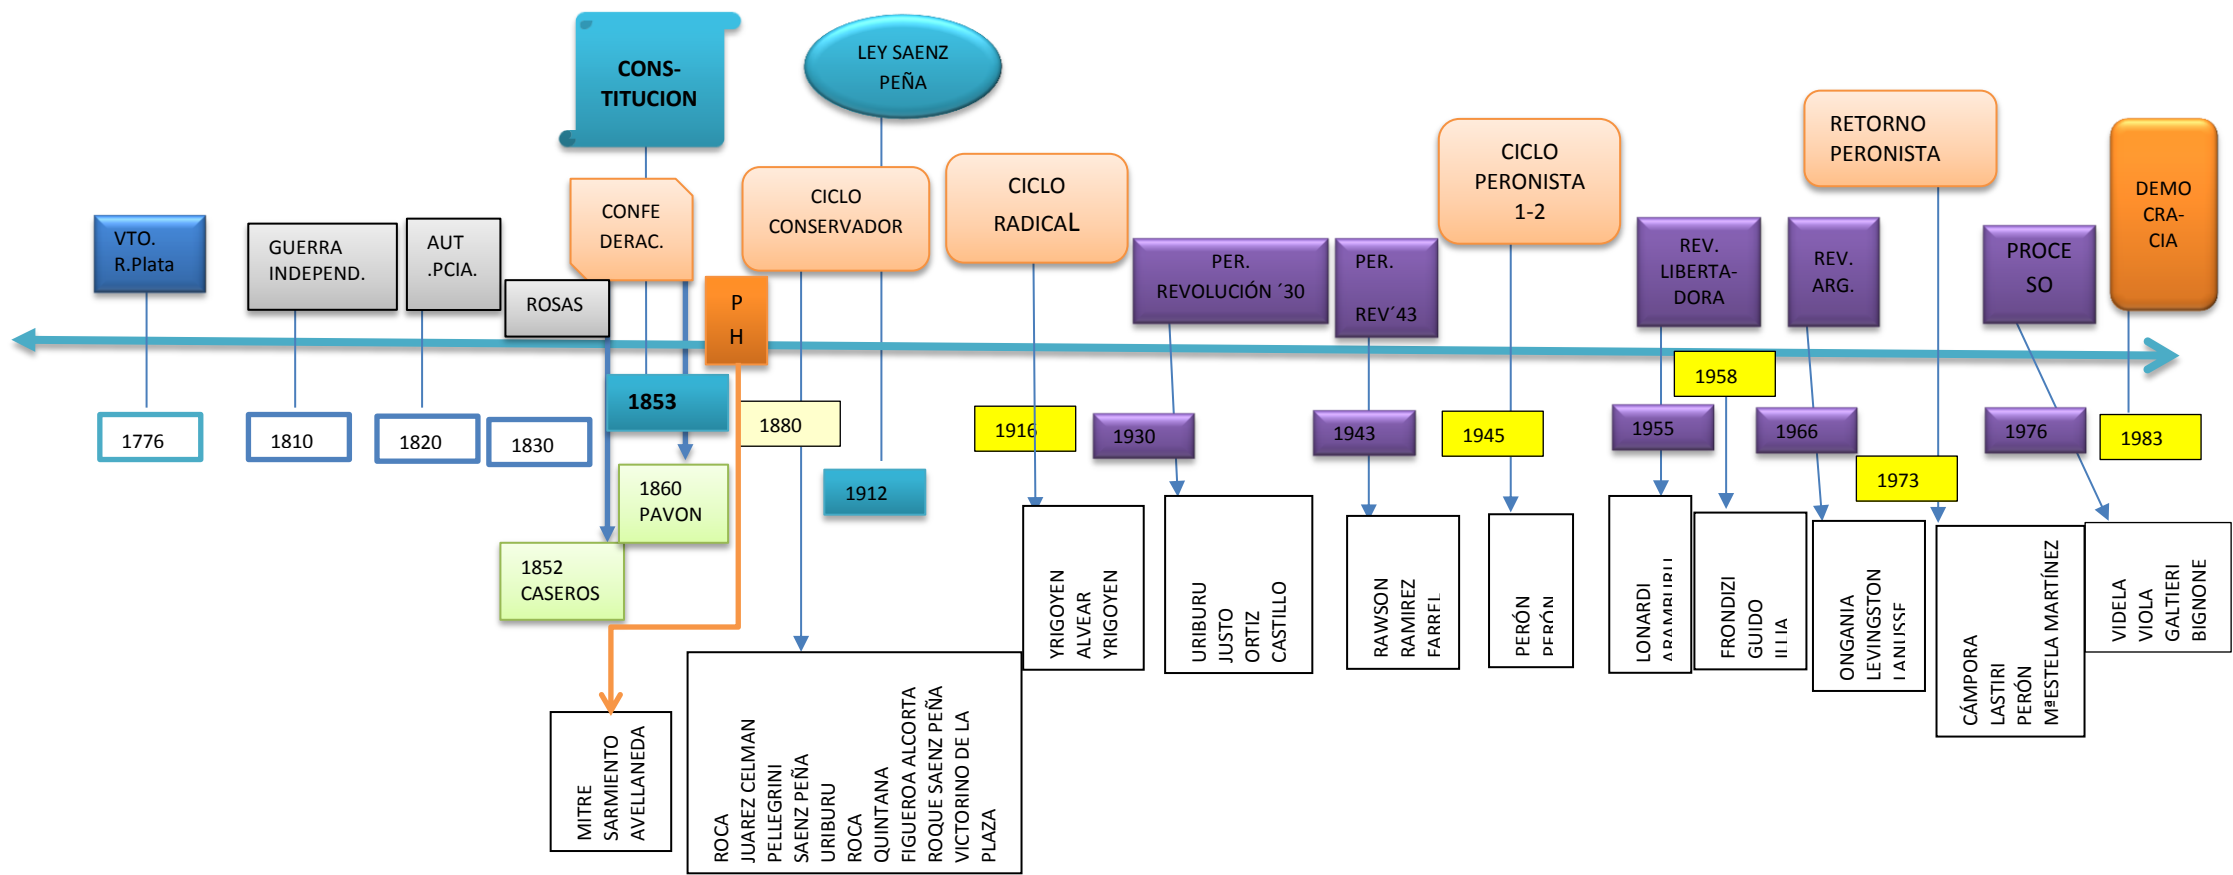 CONS-
TITUCION
LEY SAENZ
PEÑA
VTO.
R.Plata
GUERRA
INDEPEND.
AUT
.PCIA.
ROSAS
CONFE
DERAC.
P
H
CICLO
CONSERVADOR
CICLO
RADICAL
PER.
REVOLUCIÓN ´30
PER.
REV´43
CICLO
PERONISTA
1-2
REV.
LIBERTA-
DORA
REV.
ARG.
RETORNO
PERONISTA
PROCE
SO
DEMO
CRA-
CIA
1776
1810
1820
1830
1853
1880
1912
1916
1930
1943
1945
1955
1958
1966
1973
1976
1983
1860
PAVON
1852
CASEROS
MITRE
SARMIENTO
AVELLANEDA
ROCA
JUAREZ CELMAN
PELLEGRINI
SAENZ PEÑA
URIBURU
ROCA
QUINTANA
FIGUEROA ALCORTA
ROQUE SAENZ PEÑA
VICTORINO DE LA
PLAZA
YRIGOYEN
ALVEAR
YRIGOYEN
URIBURU
JUSTO
ORTIZ
CASTILLO
RAWSON
RAMIREZ
FARREL
PERÓN
PERÓN
LONARDI
ARAMBURU
FRONDIZI
GUIDO
ILLIA
ONGANIA
LEVINGSTON
LANUSSE
CÁMPORA
LASTIRI
PERÓN
MªESTELA MARTÍNEZ
VIDELA
VIOLA
GALTIERI
BIGNONE